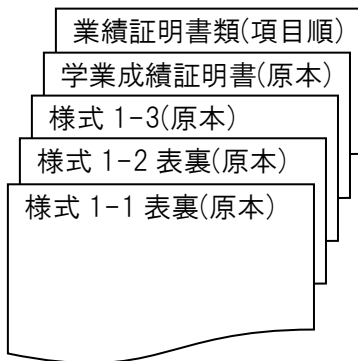 業績証明書類(項目順)
学業成績証明書(原本)
様式 1-3(原本)
様式 1-2 表裏(原本)
様式 1-1 表裏(原本)